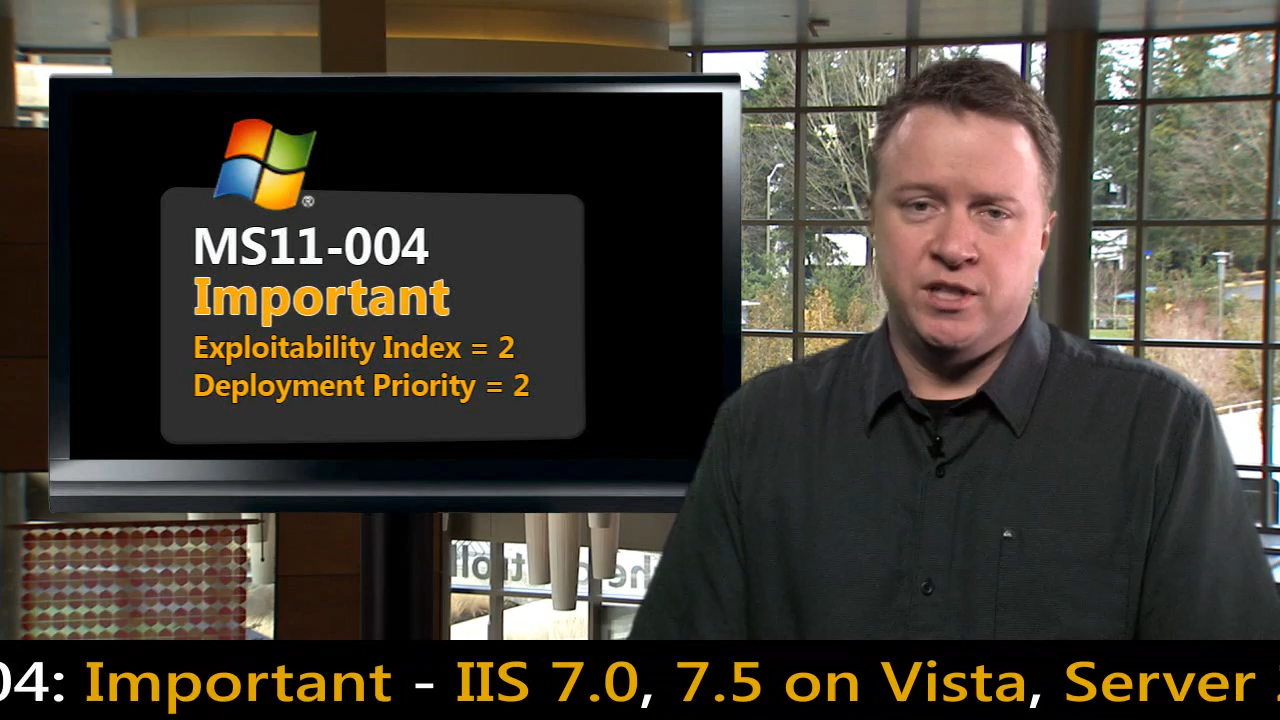 MS11-004
Important
Exploitability Index = 2
Deployment Priority = 2
04: Important - IIS 7.0, 7.5 on Vista, Server